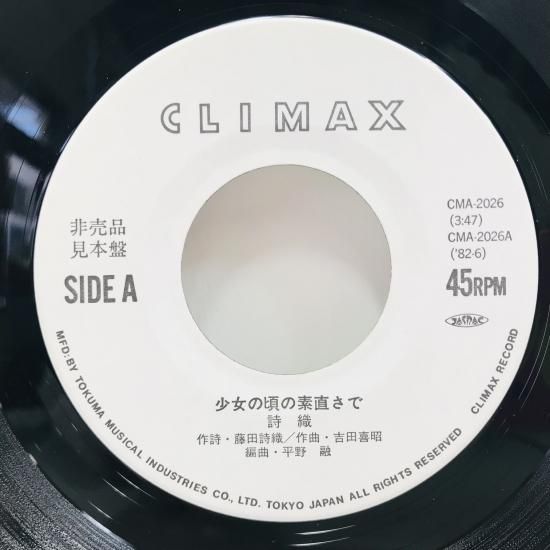 CLIMAX
非売品
見本盤
SIDE A
CMA-2026
(3:47)
CMA-2026A
('82-6)
45RPM
少女の頃の素直さで
詩織
作詩・藤田詩織／作曲・吉田喜昭
編曲・平野 融
MFD: BY TOKUMA MUSICAL INDUSTRIES CO., LTD. TOKYO JAPAN ALL RIGHTS RESERVED CLIMAX RECORD